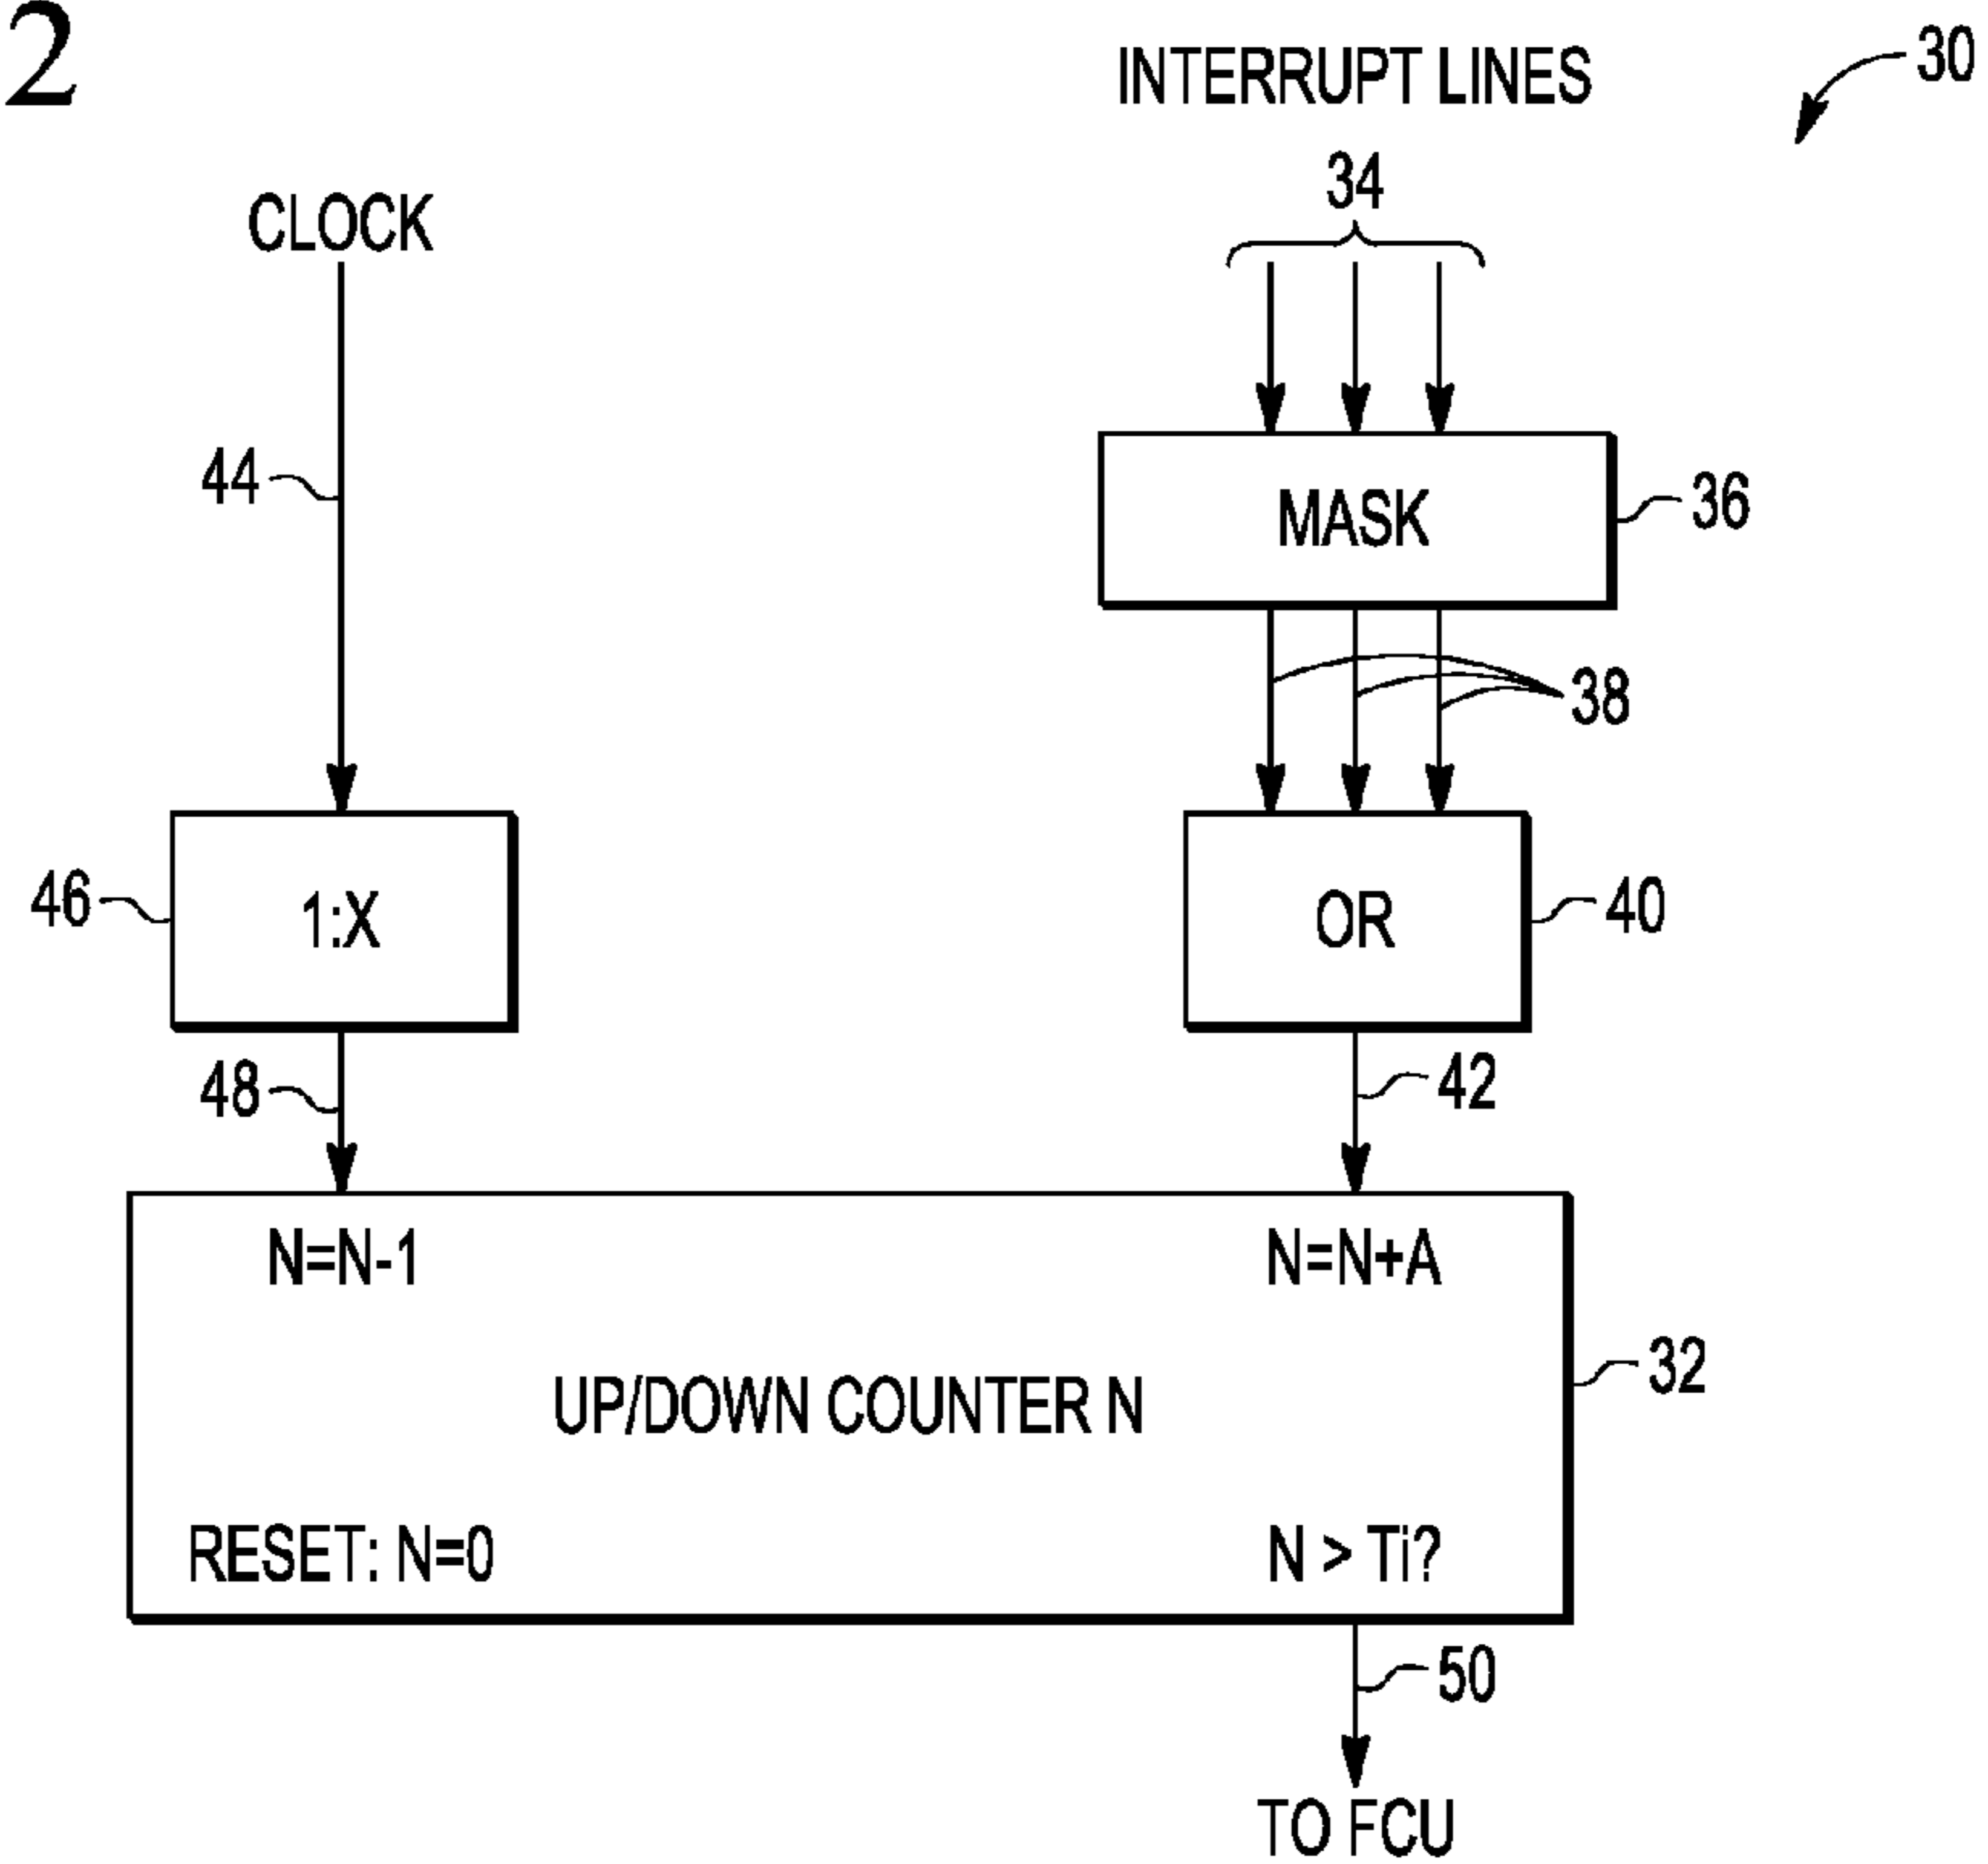 2
INTERRUPT LINES
30
34
CLOCK
44
MASK
36
38
46
1:X
OR
40
48
42
N=N-1
N=N+A
32
UP/DOWN COUNTER N
RESET: N=0
N > Ti?
50
TO FCU